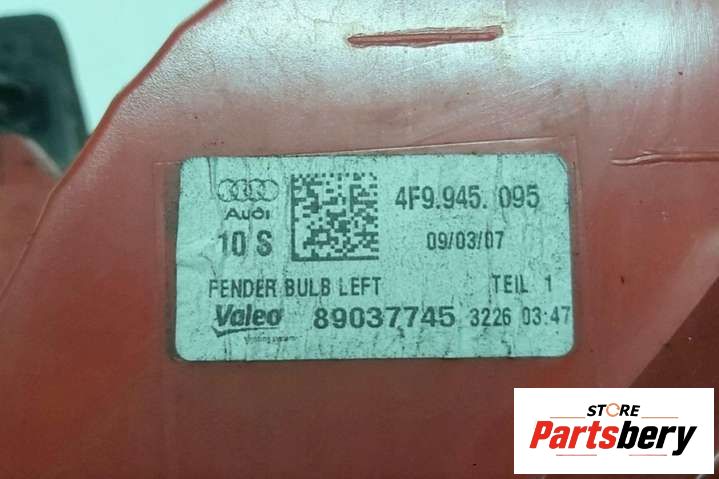 Audi
4F9.945. 095
10 S
09/03/07
FENDER BULB LEFT TEIL 1
Valeo 89037745 3226 03:47
STORE
Partsbery